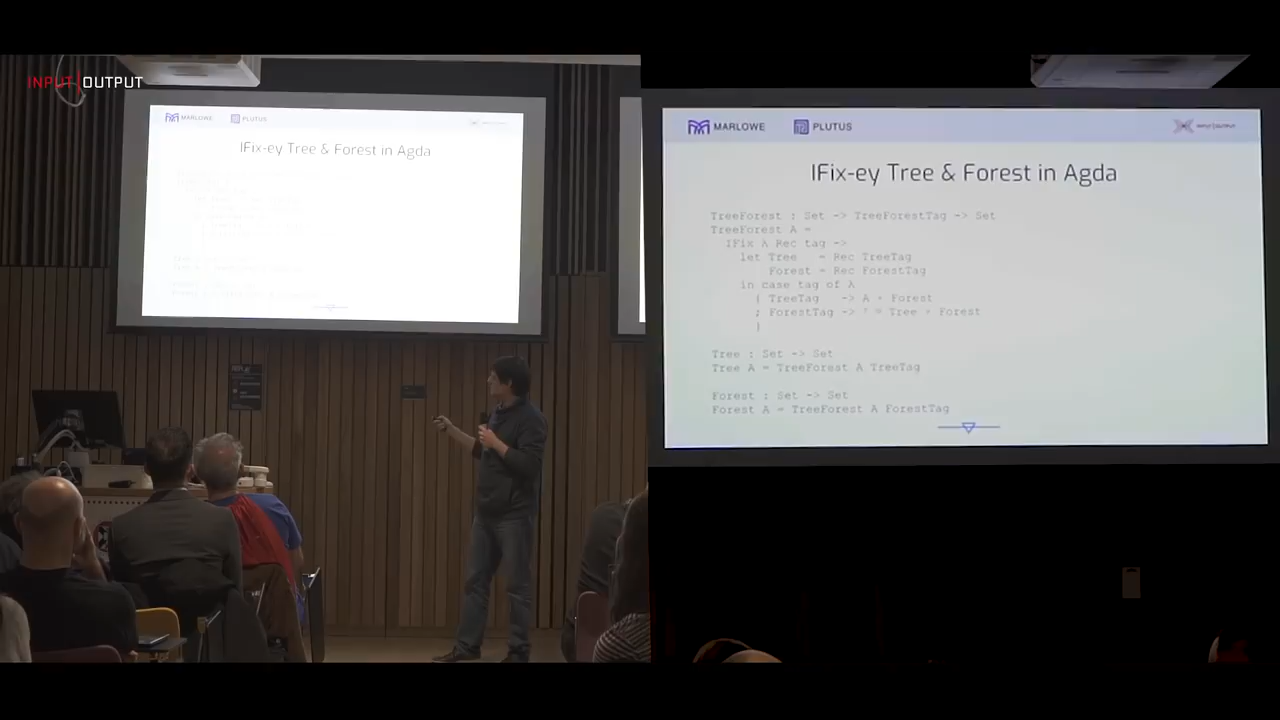 INPUT|OUTPUT
MARLOWE PLUTUS
IFix-ey Tree & Forest in Agda
MARLOWE PLUTUS INPUT|OUTPUT
IFix-ey Tree & Forest in Agda
TreeForest : Set -> TreeForestTag -> Set
TreeForest A =
IFix λ Rec tag ->
let Tree = Rec TreeTag
Forest = Rec ForestTag
in case tag of λ
{ TreeTag -> A × Forest
; ForestTag -> ⊤ ⊎ Tree × Forest
}
Tree : Set -> Set
Tree A = TreeForest A TreeTag
Forest : Set -> Set
Forest A = TreeForest A ForestTag